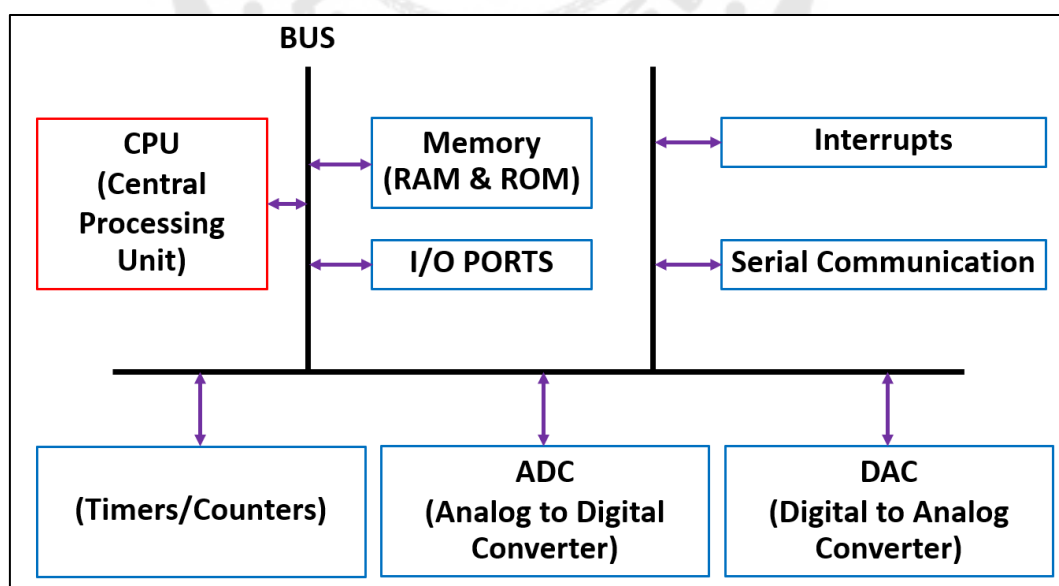 BUS
CPU
(Central
Processing
Unit)
Memory
(RAM & ROM)
I/O PORTS
Interrupts
Serial Communication
(Timers/Counters)
ADC
(Analog to Digital
Converter)
DAC
(Digital to Analog
Converter)